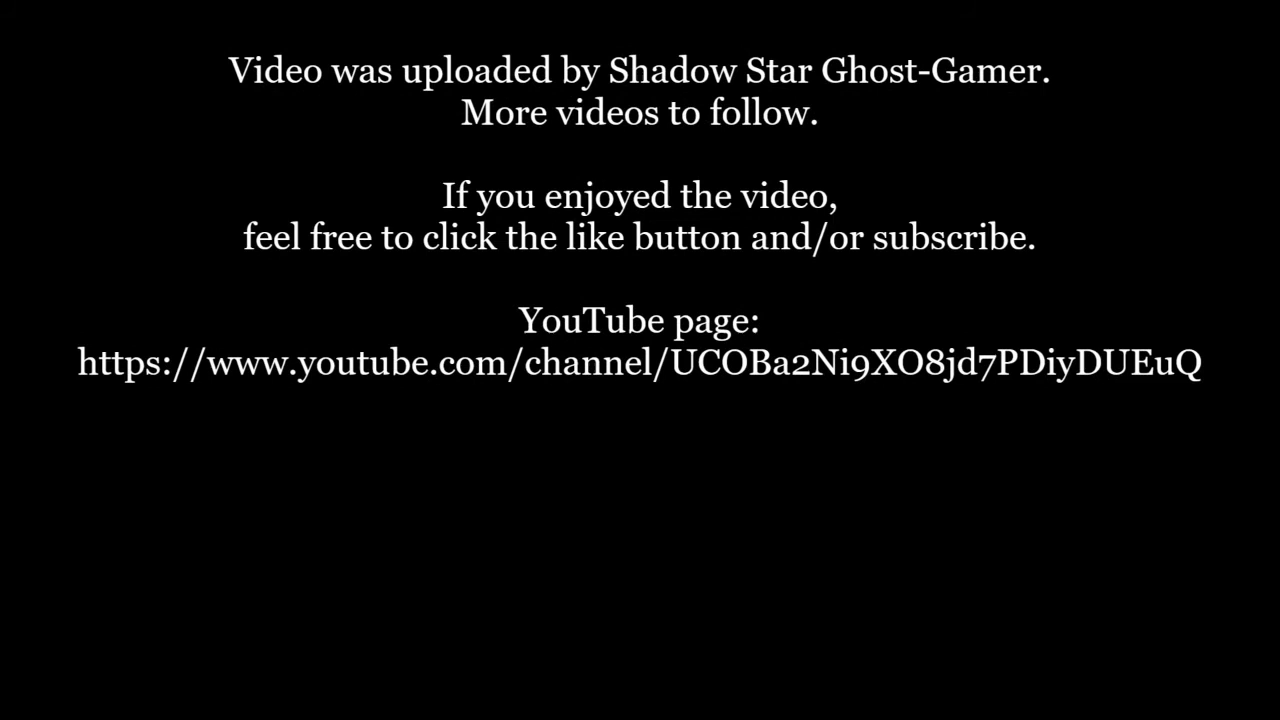 Video was uploaded by Shadow Star Ghost-Gamer.
More videos to follow.
If you enjoyed the video,
feel free to click the like button and/or subscribe.
YouTube page:
https://www.youtube.com/channel/UCOBa2Ni9XO8jd7PDiyDUEuQ